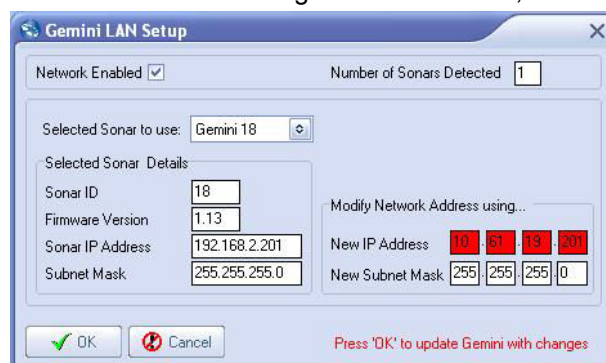 Gemini LAN Setup
Network Enabled
Number of Sonars Detected 1
Selected Sonar to use: Gemini 18
Selected Sonar Details
Sonar ID 18
Firmware Version 1.13
Sonar IP Address 192.168.2.201
Subnet Mask 255.255.255.0
Modify Network Address using...
New IP Address 10 . 61 . 19 . 201
New Subnet Mask 255 . 255 . 255 . 0
OK
Cancel
Press 'OK' to update Gemini with changes